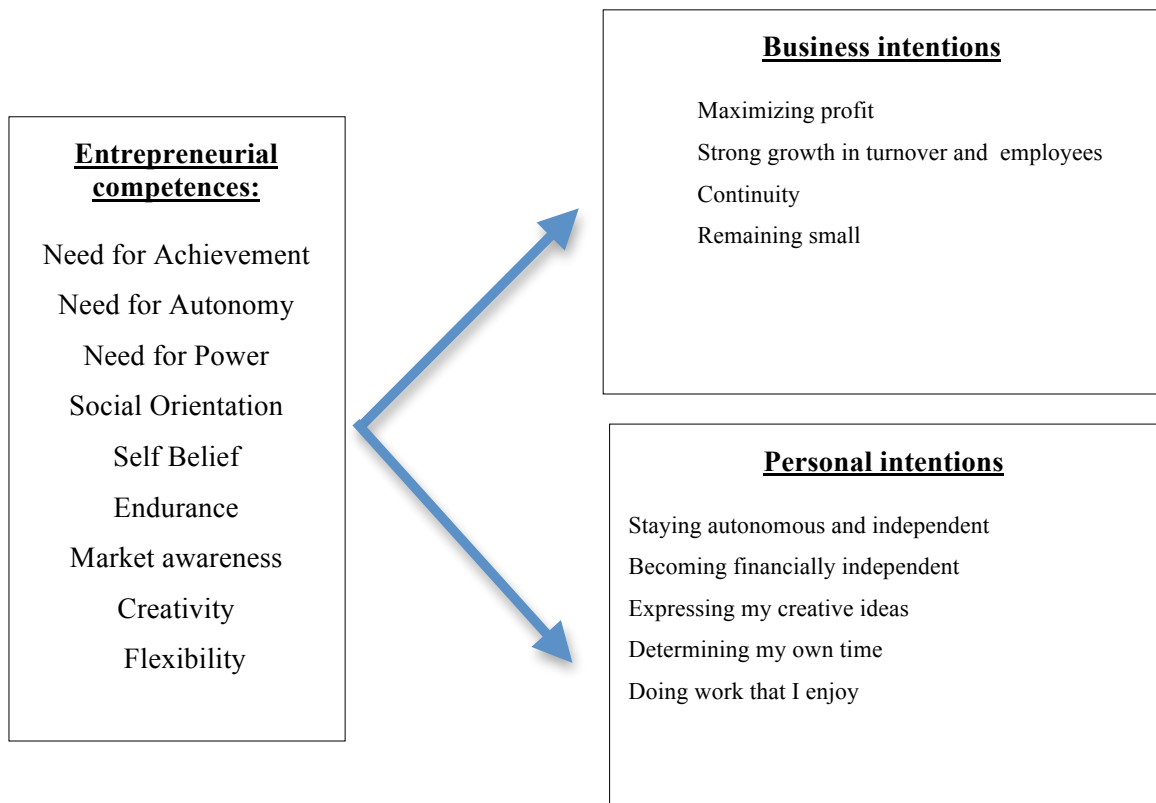 Entrepreneurial
competences:
Need for Achievement
Need for Autonomy
Need for Power
Social Orientation
Self Belief
Endurance
Market awareness
Creativity
Flexibility
Business intentions
Maximizing profit
Strong growth in turnover and  employees
Continuity
Remaining small
Personal intentions
Staying autonomous and independent
Becoming financially independent
Expressing my creative ideas
Determining my own time
Doing work that I enjoy